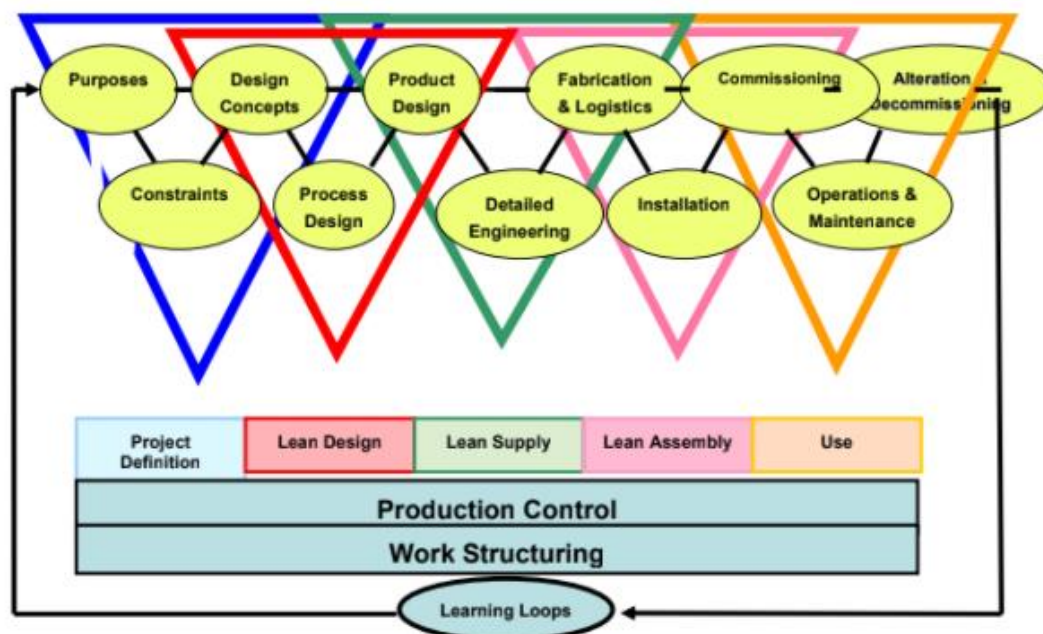 Purposes
Design
Concepts
Product
Design
Fabrication
& Logistics
Commissioning
Alteration &
Decommissioning
Constraints
Process
Design
Detailed
Engineering
Installation
Operations &
Maintenance
Project
Definition
Lean Design
Lean Supply
Lean Assembly
Use
Production Control
Work Structuring
Learning Loops